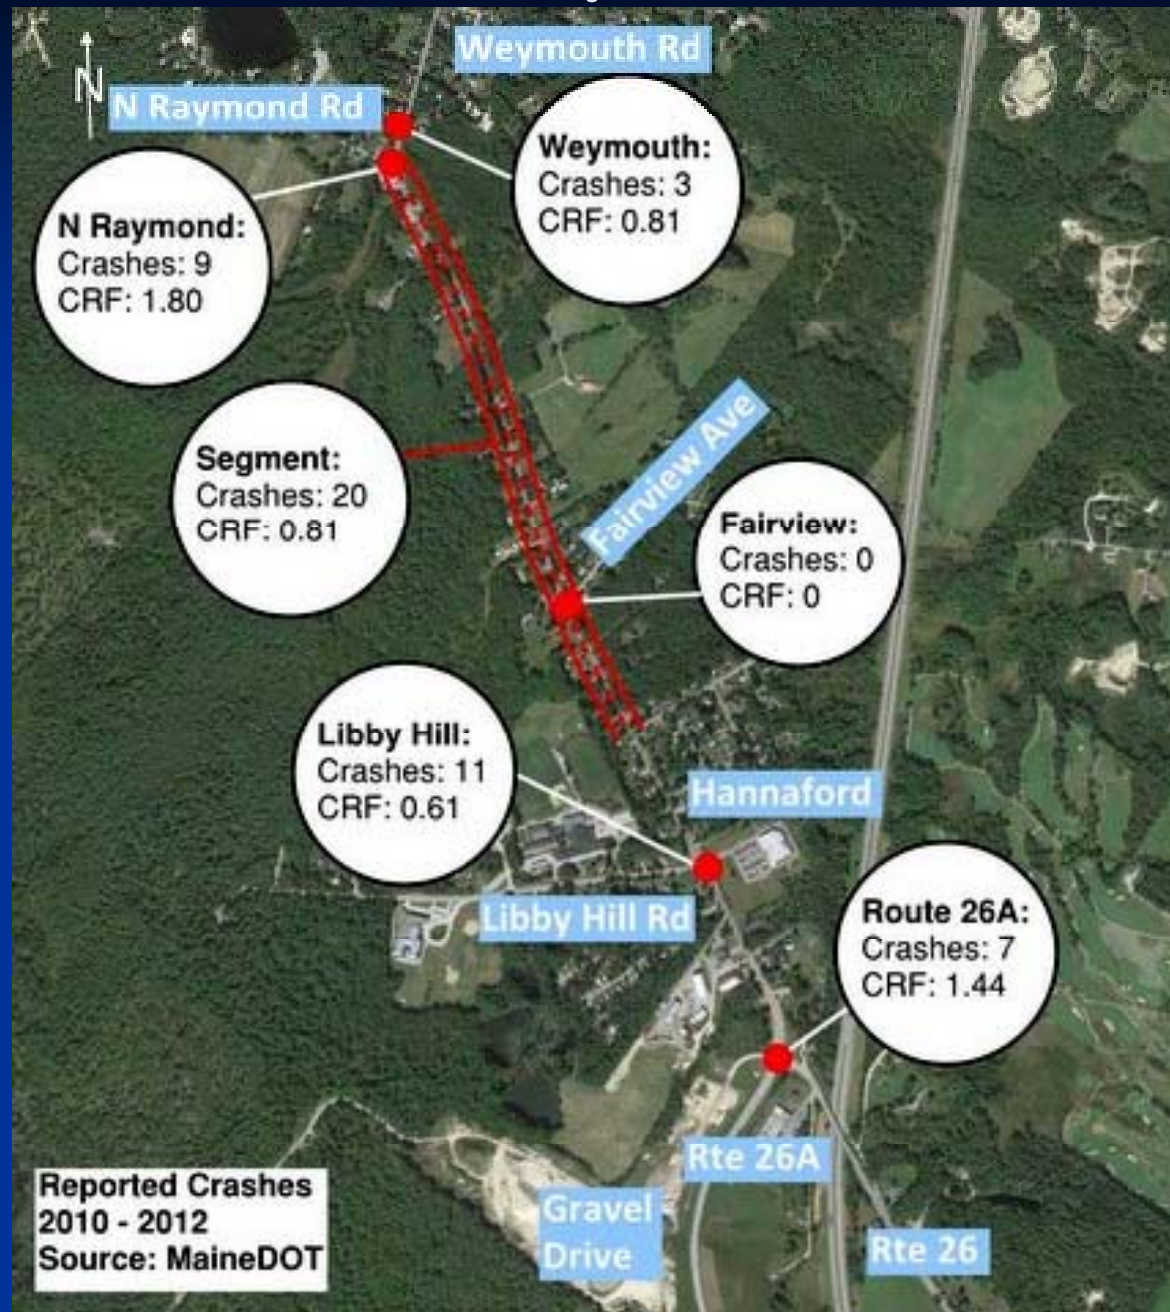 Weymouth Rd
N
N Raymond Rd
Weymouth:
Crashes: 3
CRF: 0.81
N Raymond:
Crashes: 9
CRF: 1.80
Segment:
Crashes: 20
CRF: 0.81
Fairview Ave
Fairview:
Crashes: 0
CRF: 0
Libby Hill:
Crashes: 11
CRF: 0.61
Hannaford
Libby Hill Rd
Route 26A:
Crashes: 7
CRF: 1.44
Rte 26A
Gravel
Drive
Rte 26
Reported Crashes
2010 - 2012
Source: MaineDOT